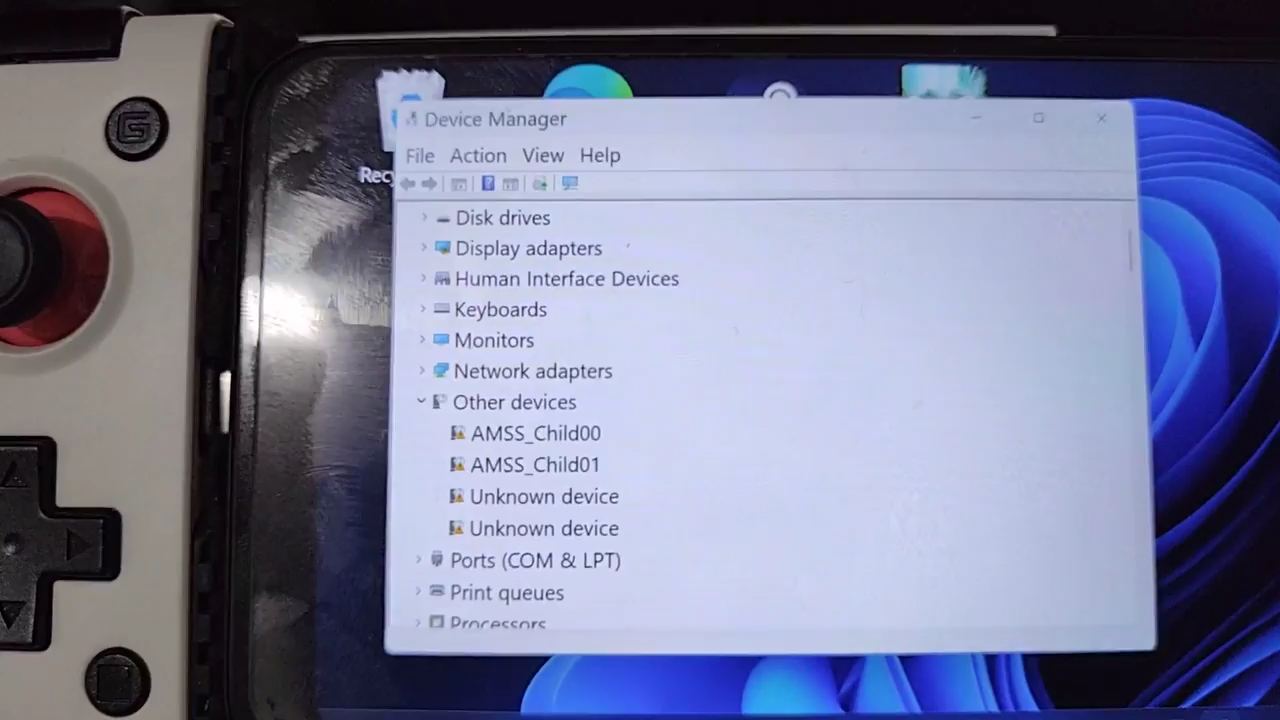 Recy
Device Manager
File Action View Help
Disk drives
Display adapters
Human Interface Devices
Keyboards
Monitors
Network adapters
Other devices
AMSS_Child00
AMSS_Child01
Unknown device
Unknown device
Ports (COM & LPT)
Print queues
Processors